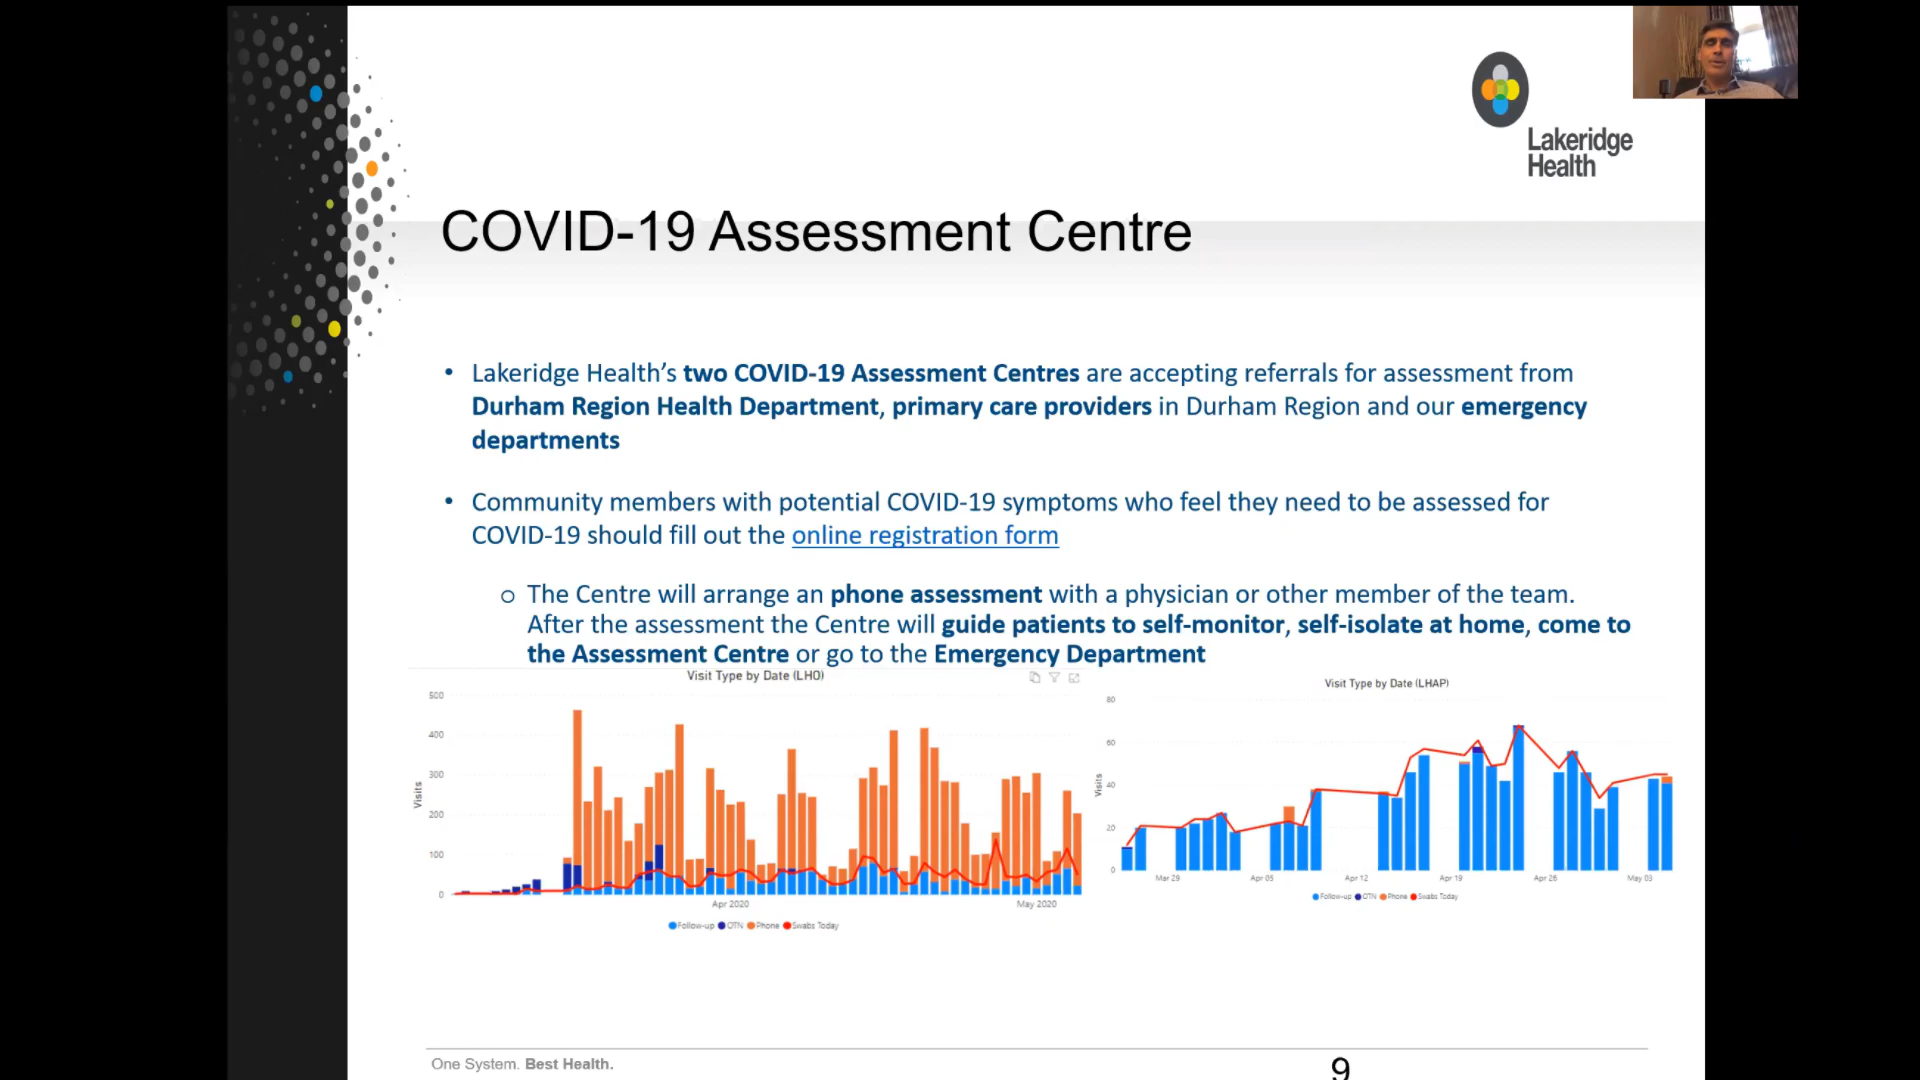 Lakeridge
Health
COVID-19 Assessment Centre
• Lakeridge Health’s two COVID-19 Assessment Centres are accepting referrals for assessment from
Durham Region Health Department, primary care providers in Durham Region and our emergency
departments
• Community members with potential COVID-19 symptoms who feel they need to be assessed for
COVID-19 should fill out the online registration form
o The Centre will arrange an phone assessment with a physician or other member of the team.
After the assessment the Centre will guide patients to self-monitor, self-isolate at home, come to
the Assessment Centre or go to the Emergency Department
Visit Type by Date (LHO)
Visits
500
400
300
200
100
0
Apr 2020 May 2020
Follow-up OTN Phone Swabs Today
Visit Type by Date (LHAP)
Visits
80
60
40
20
0
Mar 29 Apr 05 Apr 12 Apr 19 Apr 26 May 03
Follow-up OTN Phone Swabs Today
One System. Best Health.
9